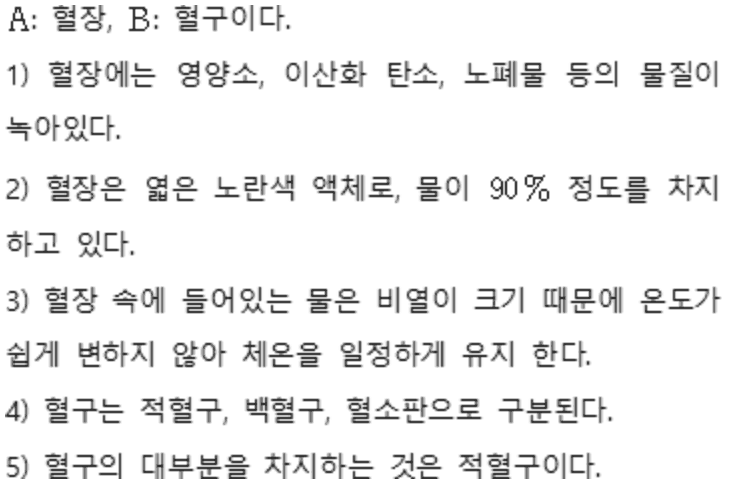 A: 혈장, B: 혈구이다.
1) 혈장에는 영양소, 이산화 탄소, 노폐물 등의 물질이
녹아있다.
2) 혈장은 엷은 노란색 액체로, 물이 90% 정도를 차지
하고 있다.
3) 혈장 속에 들어있는 물은 비열이 크기 때문에 온도가
쉽게 변하지 않아 체온을 일정하게 유지 한다.
4) 혈구는 적혈구, 백혈구, 혈소판으로 구분된다.
5) 혈구의 대부분을 차지하는 것은 적혈구이다.